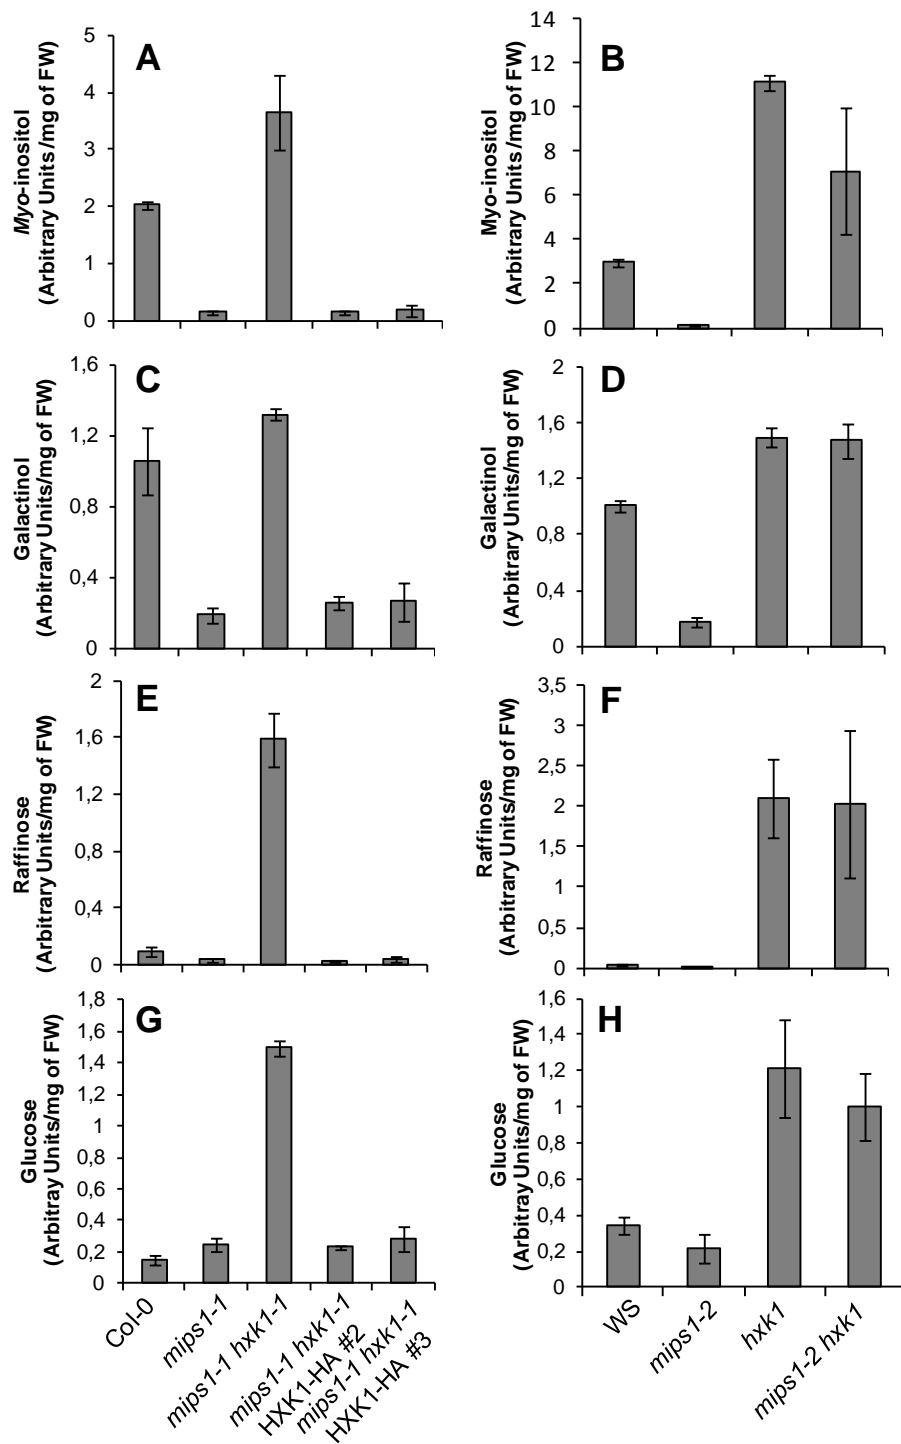 A
Myo-inositol
(Arbitrary Units/mg of FW)
5
4
3
2
1
0
B
Myo-inositol
(Arbitrary Units/mg of FW)
14
12
10
8
6
4
2
0
C
Galactinol
(Arbitrary Units/mg of FW)
1,6
1,2
0,8
0,4
0
D
Galactinol
(Arbitrary Units/mg of FW)
2
1,6
1,2
0,8
0,4
0
E
Raffinose
(Arbitrary Units/mg of FW)
2
1,6
1,2
0,8
0,4
0
F
Raffinose
(Arbitrary Units/mg of FW)
3,5
3
2,5
2
1,5
1
0,5
0
G
Glucose
(Arbitray Units/mg of FW)
1,8
1,6
1,4
1,2
1
0,8
0,6
0,4
0,2
0
Col-0
mips1-1
mips1-1 hxk1-1
mips1-1 hxk1-1
HXK1-HA #2
mips1-1 hxk1-1
HXK1-HA #3
H
Glucose
(Arbitray Units/mg of FW)
1,6
1,4
1,2
1
0,8
0,6
0,4
0,2
0
WS
mips1-2
hxk1
mips1-2 hxk1